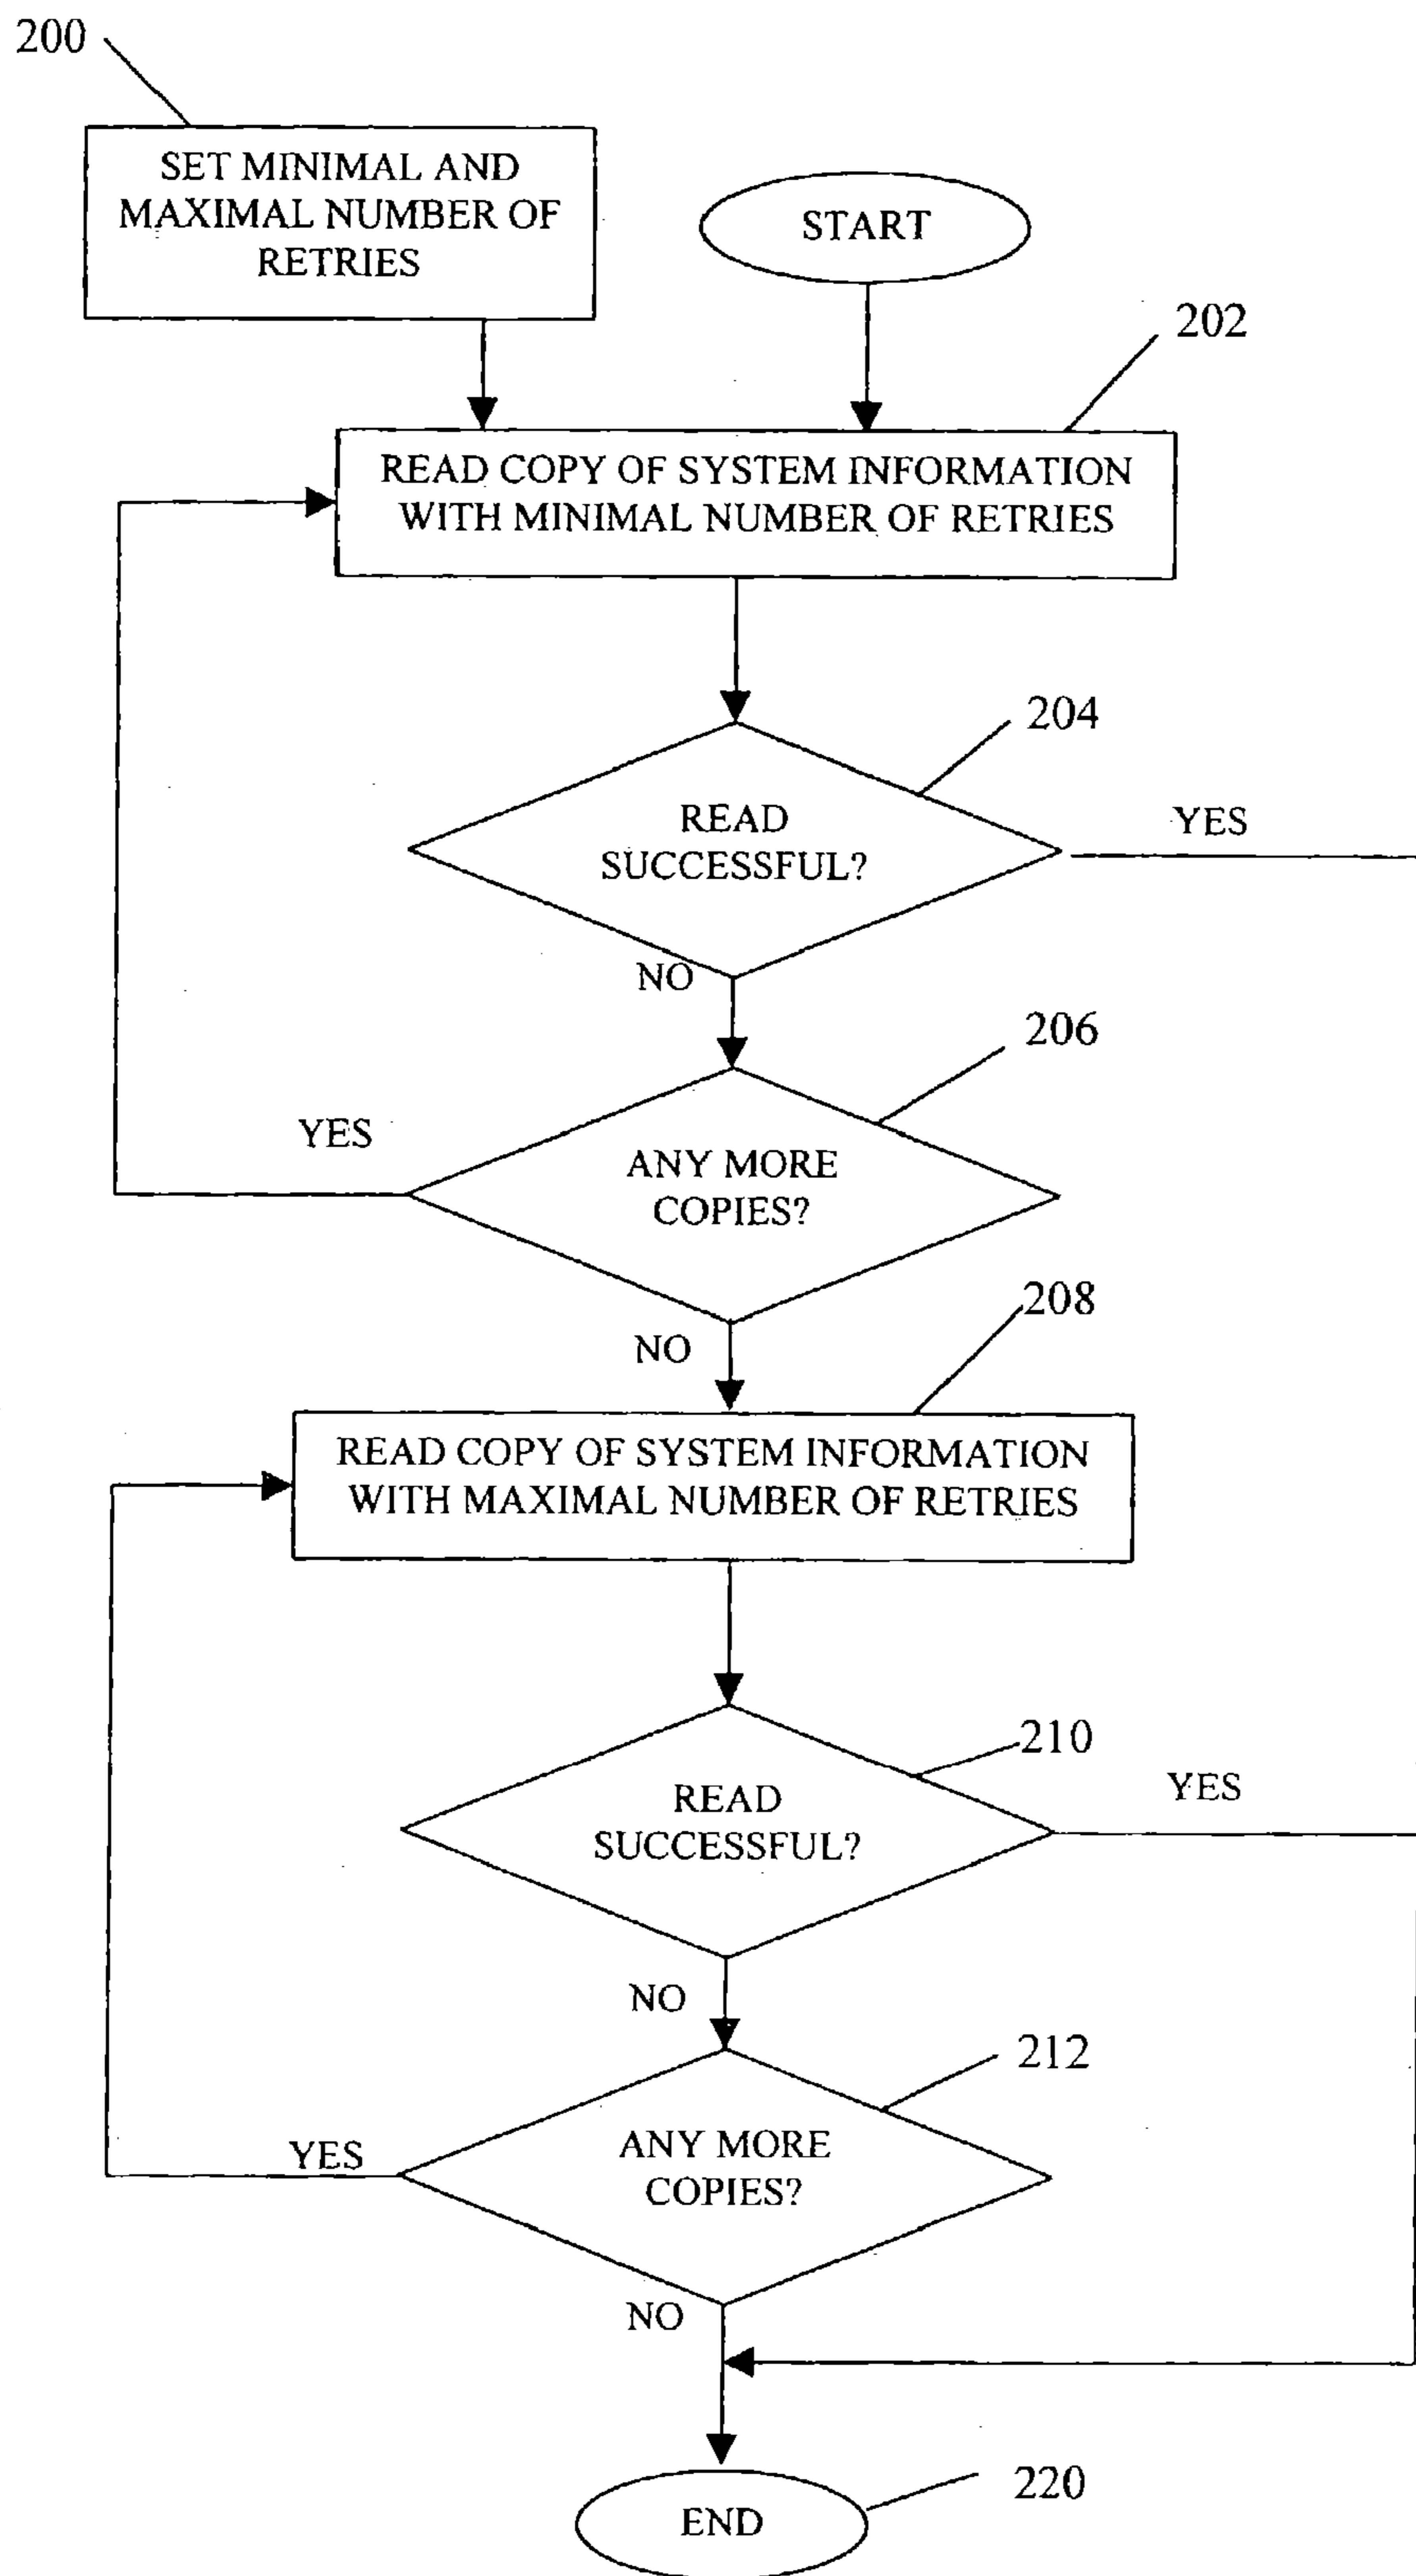 200
SET MINIMAL AND
MAXIMAL NUMBER OF
RETRIES
START
202
READ COPY OF SYSTEM INFORMATION
WITH MINIMAL NUMBER OF RETRIES
204
READ
SUCCESSFUL?
YES
NO
206
YES
ANY MORE
COPIES?
208
NO
READ COPY OF SYSTEM INFORMATION
WITH MAXIMAL NUMBER OF RETRIES
210
READ
SUCCESSFUL?
YES
NO
212
YES
ANY MORE
COPIES?
NO
220
END